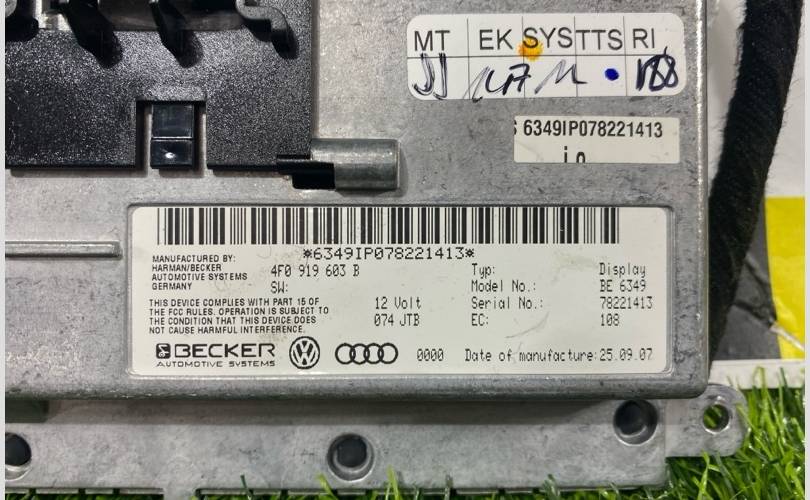 MT EK SYS TTS RI
6349IP078221413
*6349IP078221413*
MANUFACTURED BY:
HARMAN/BECKER
AUTOMOTIVE SYSTEMS
GERMANY
4F0 919 603 B
SW:
Typ: Display
Model No.: BE 6349
Serial No.: 78221413
EC: 108
THIS DEVICE COMPLIES WITH PART 15 OF
THE FCC RULES. OPERATION IS SUBJECT TO
THE CONDITION THAT THIS DEVICE DOES
NOT CAUSE HARMFUL INTERFERENCE.
12 Volt
074 JTB
BECKER
AUTOMOTIVE SYSTEMS
0000 Date of manufacture:25.09.07